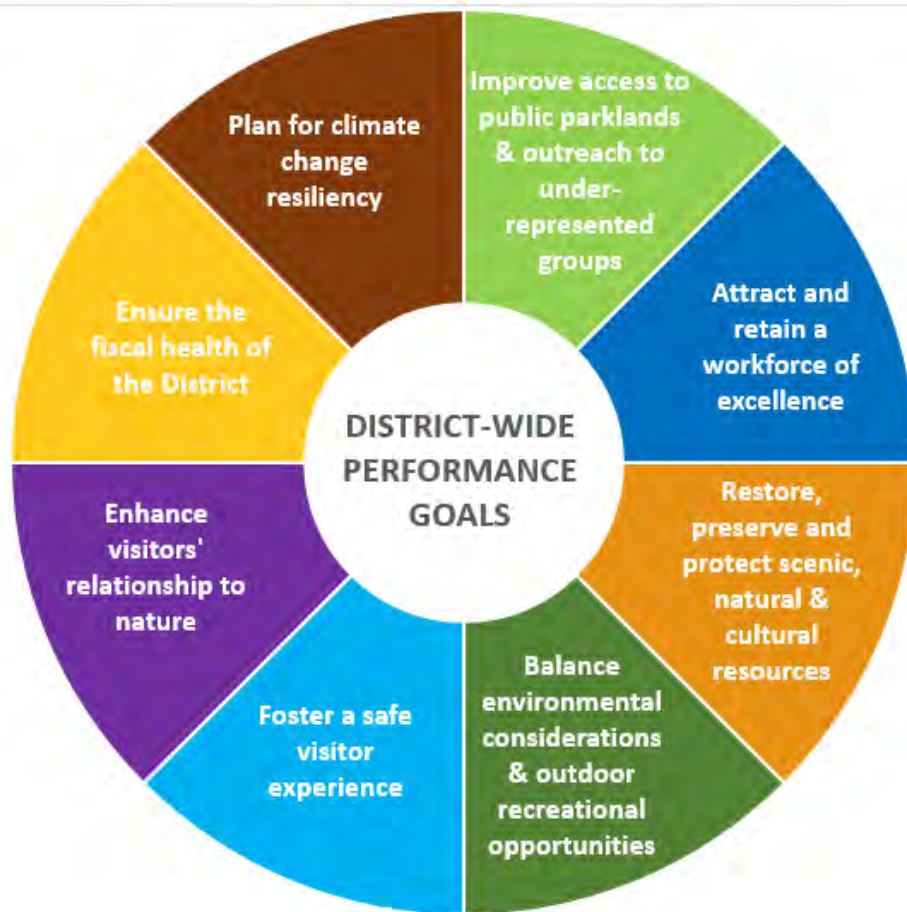 Improve access to
public parklands
& outreach to
under-
represented
groups
Attract and
retain a
workforce of
excellence
Restore,
preserve and
protect scenic,
natural &
cultural
resources
Balance
environmental
considerations
& outdoor
recreational
opportunities
Foster a safe
visitor
experience
Enhance
visitors'
relationship to
nature
Ensure the
fiscal health of
the District
Plan for climate
change
resiliency
DISTRICT-WIDE
PERFORMANCE
GOALS